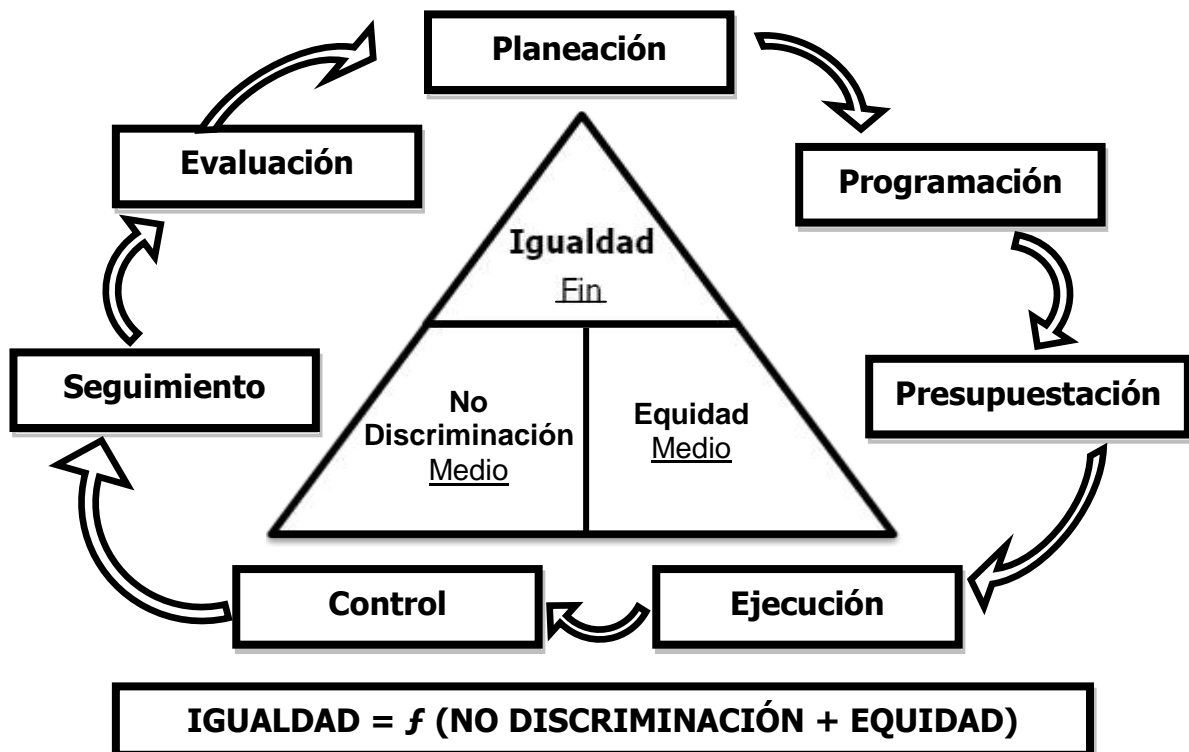 Planeación
Evaluación
Programación
Igualdad
Fin
Seguimiento
Presupuestación
No
Discriminación
Medio
Equidad
Medio
Control
Ejecución
IGUALDAD = ƒ (NO DISCRIMINACIÓN + EQUIDAD)